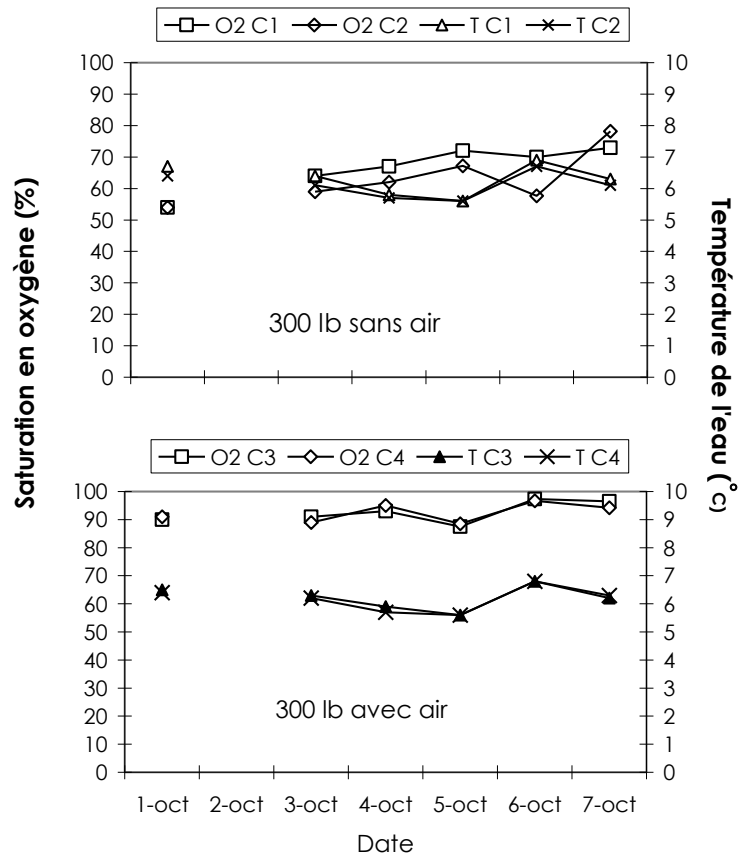 O2 C1 O2 C2 T C1 T C2
100 10
90 9
80 8
70 7
60 6
50 5
40 4
30 3
20 2
10 1
0 0
300 lb sans air
Saturation en oxygène (%)
Température de l'eau (°C)
O2 C3 O2 C4 T C3 T C4
100 10
90 9
80 8
70 7
60 6
50 5
40 4
30 3
20 2
10 1
0 0
300 lb avec air
1-oct 2-oct 3-oct 4-oct 5-oct 6-oct 7-oct
Date